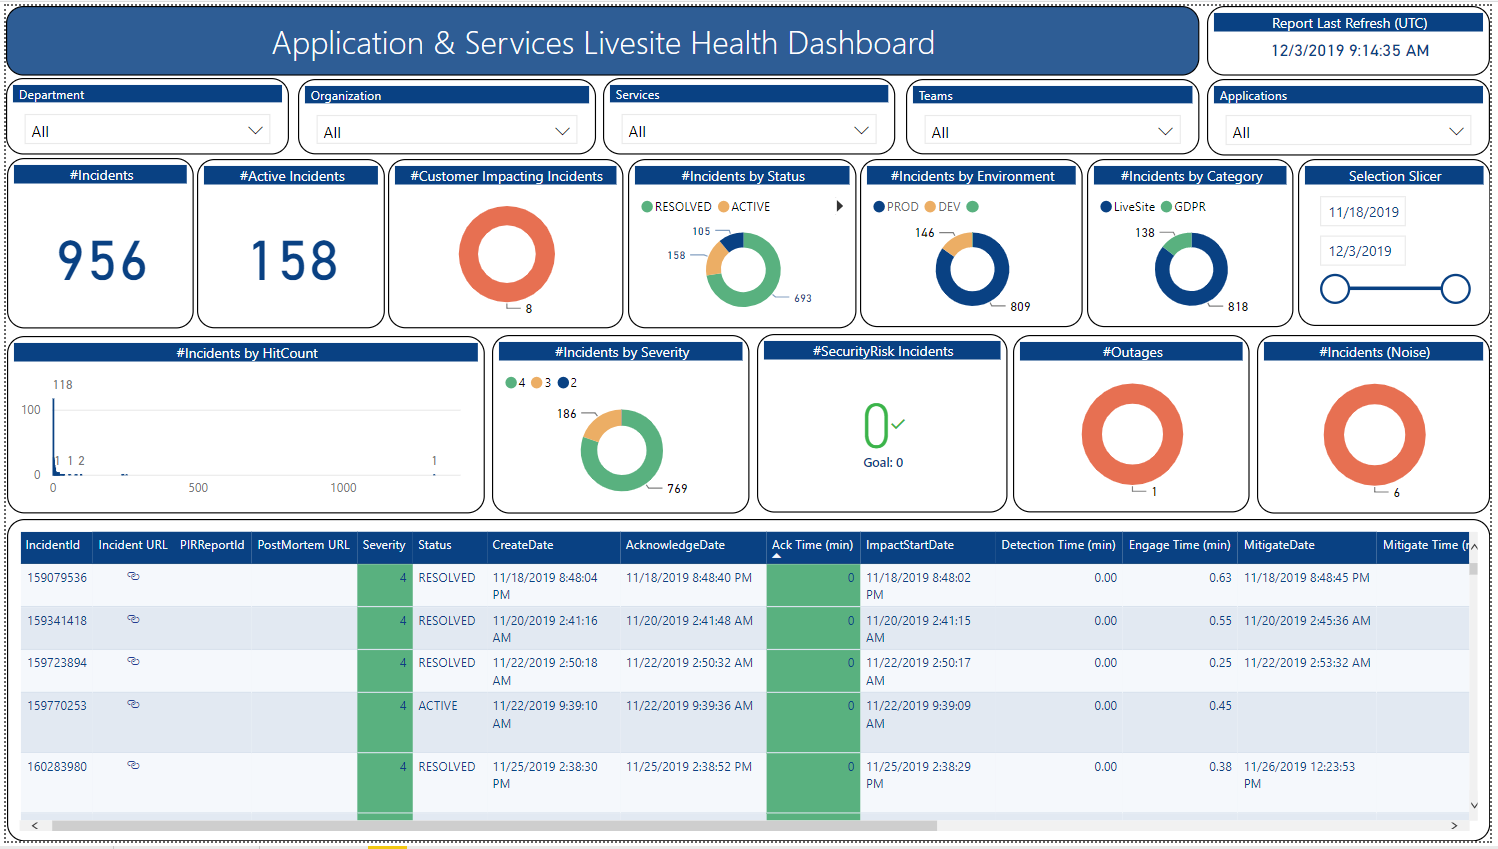 Application & Services Livesite Health Dashboard
Report Last Refresh (UTC)
12/3/2019 9:14:35 AM
Department
All
Organization
All
Services
All
Teams
All
Applications
All
#Incidents
956
#Active Incidents
158
#Customer Impacting Incidents
8
#Incidents by Status
RESOLVED ACTIVE
105
158
693
#Incidents by Environment
PROD DEV
146
809
#Incidents by Category
LiveSite GDPR
138
818
Selection Slicer
11/18/2019
12/3/2019
#Incidents by HitCount
118
100
1 1 2 1
0
0 500 1000
#Incidents by Severity
4 3 2
186
769
#SecurityRisk Incidents
0
Goal: 0
#Outages
1
#Incidents (Noise)
6
IncidentId Incident URL PIRReportId PostMortem URL Severity Status CreateDate AcknowledgeDate Ack Time (min) ImpactStartDate Detection Time (min) Engage Time (min) MitigateDate Mitigate Time (
159079536 4 RESOLVED 11/18/2019 8:48:04 11/18/2019 8:48:40 PM 0 11/18/2019 8:48:02 0.00 0.63 11/18/2019 8:48:45 PM
PM PM
159341418 4 RESOLVED 11/20/2019 2:41:16 11/20/2019 2:41:48 AM 0 11/20/2019 2:41:15 0.00 0.55 11/20/2019 2:45:36 AM
AM AM
159723894 4 RESOLVED 11/22/2019 2:50:18 11/22/2019 2:50:32 AM 0 11/22/2019 2:50:17 0.00 0.25 11/22/2019 2:53:32 AM
AM AM
159770253 4 ACTIVE 11/22/2019 9:39:10 11/22/2019 9:39:36 AM 0 11/22/2019 9:39:09 0.00 0.45
AM AM
160283980 4 RESOLVED 11/25/2019 2:38:30 11/25/2019 2:38:52 PM 0 11/25/2019 2:38:29 0.00 0.38 11/26/2019 12:23:53
PM PM PM